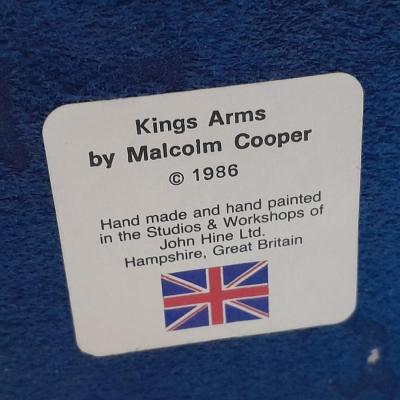 Kings Arms
by Malcolm Cooper
© 1986
Hand made and hand painted
in the Studios & Workshops of
John Hine Ltd.
Hampshire, Great Britain